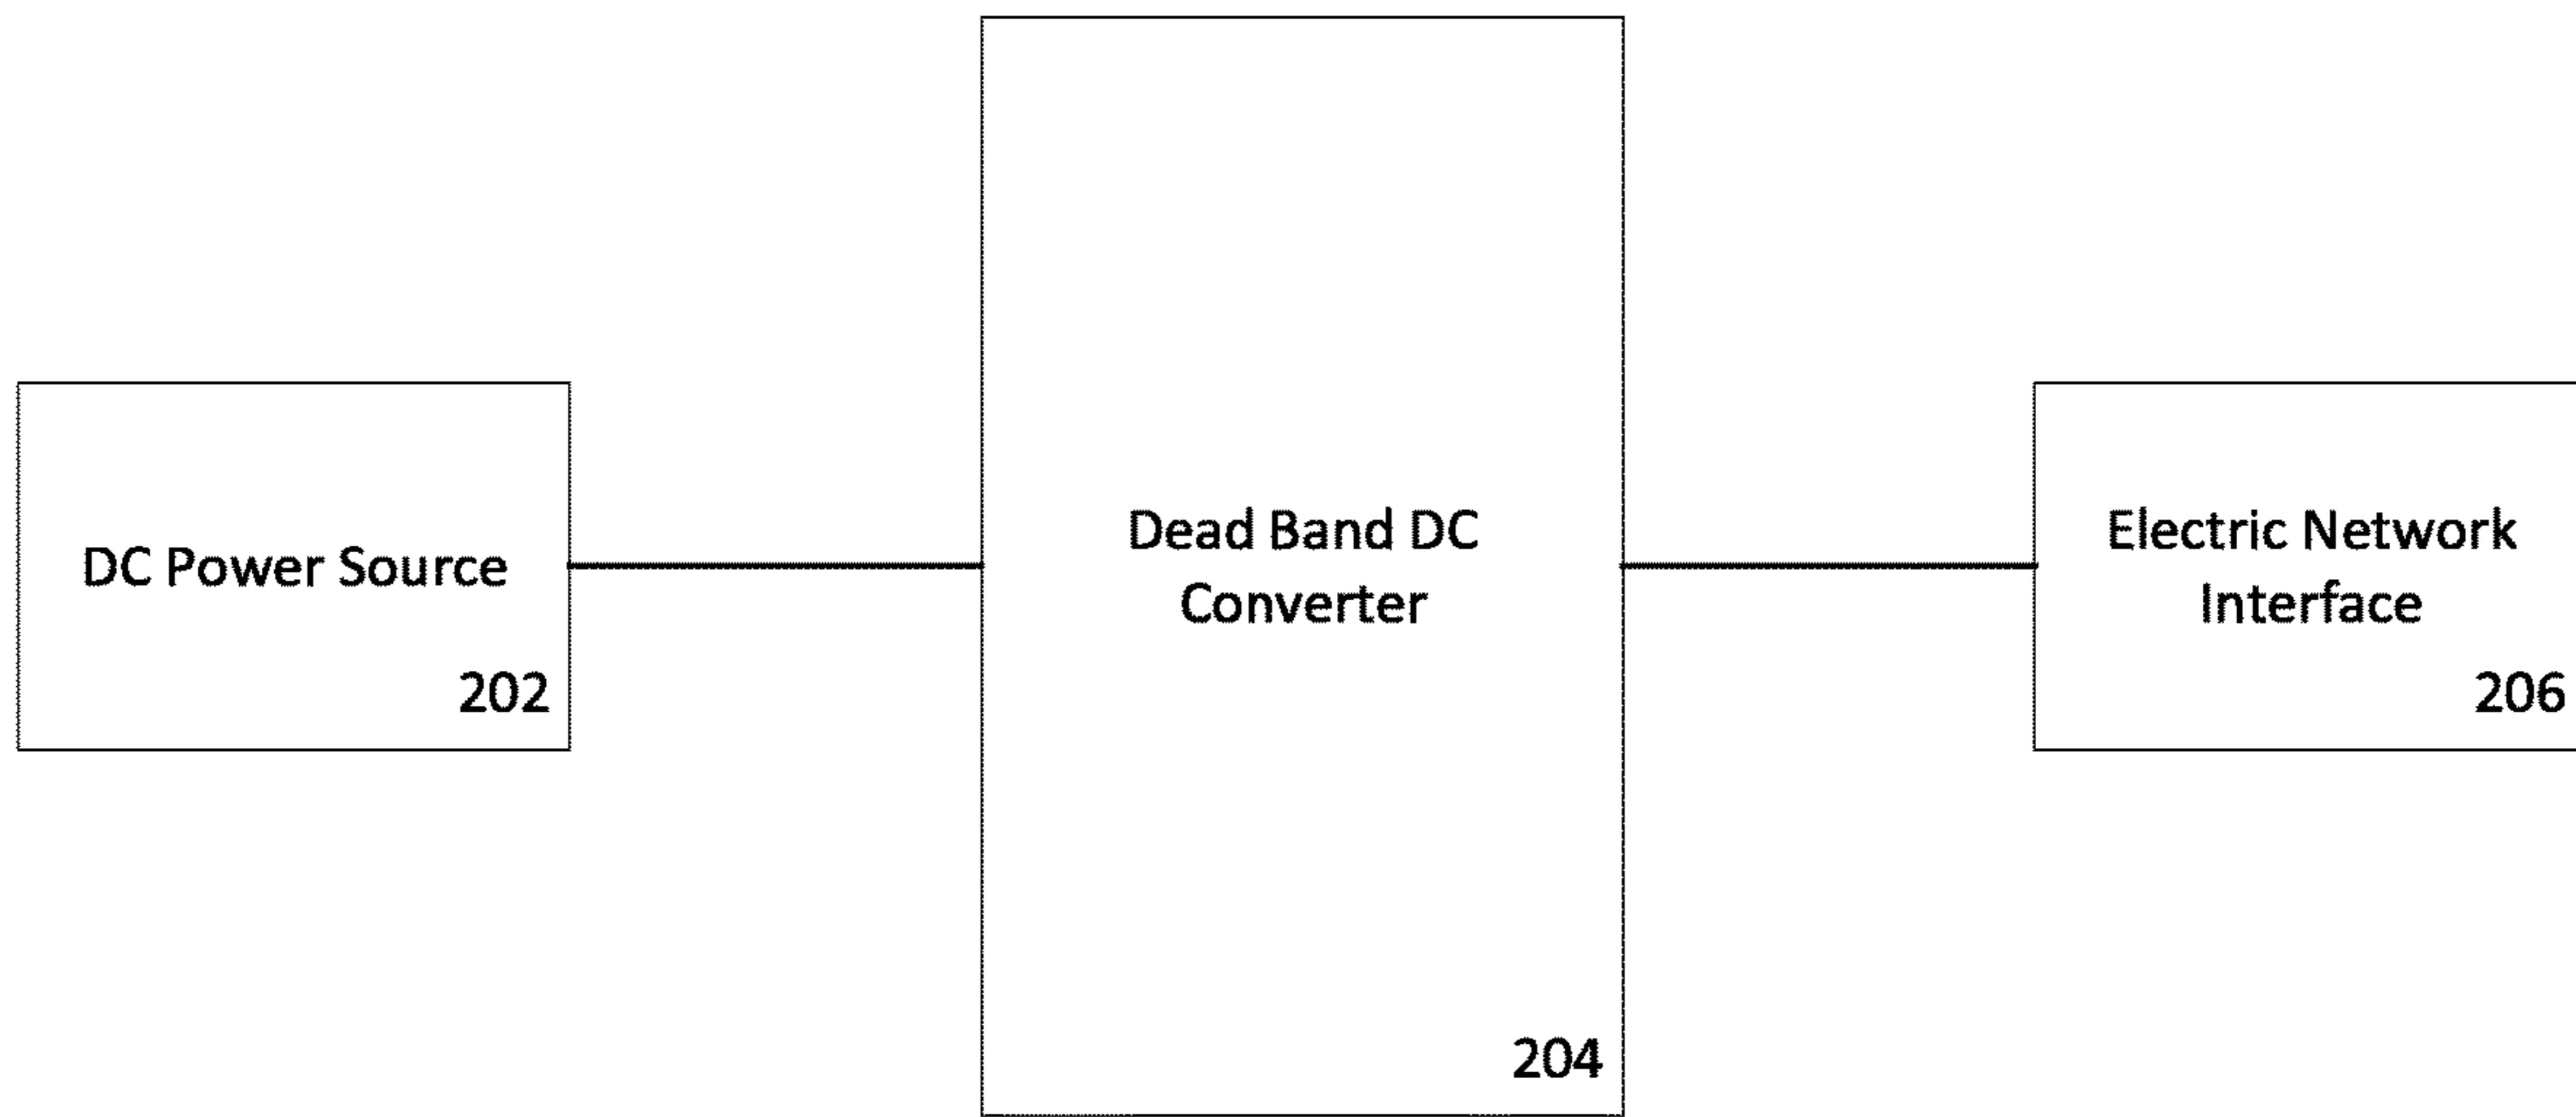 DC Power Source
202
Dead Band DC
Converter
204
Electric Network
Interface
206